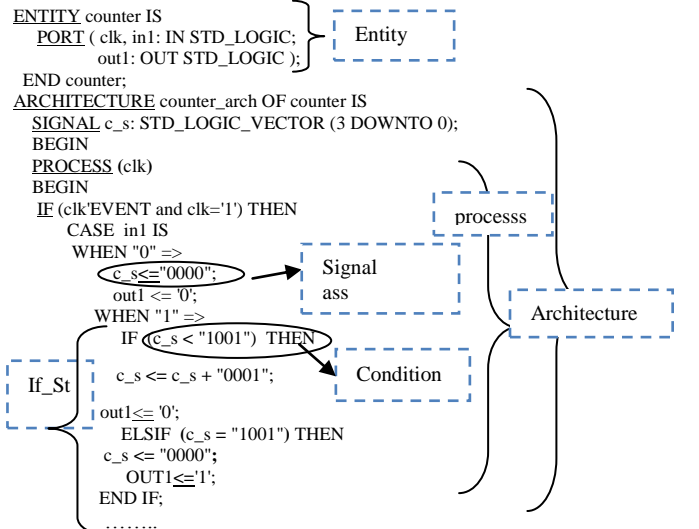 ENTITY counter IS
PORT ( clk, in1: IN STD_LOGIC;
out1: OUT STD_LOGIC );
Entity
END counter;
ARCHITECTURE counter_arch OF counter IS
SIGNAL c_s: STD_LOGIC_VECTOR (3 DOWNTO 0);
BEGIN
PROCESS (clk)
BEGIN
IF (clk'EVENT and clk='1') THEN
processs
CASE in1 IS
WHEN "0" =>
c_s<="0000";
Signal
ass
out1 <= '0';
Architecture
WHEN "1" =>
IF (c_s < "1001") THEN
If_St
c_s <= c_s + "0001";
Condition
out1<= '0';
ELSIF (c_s = "1001") THEN
c_s <= "0000";
OUT1<='1';
END IF;
……..